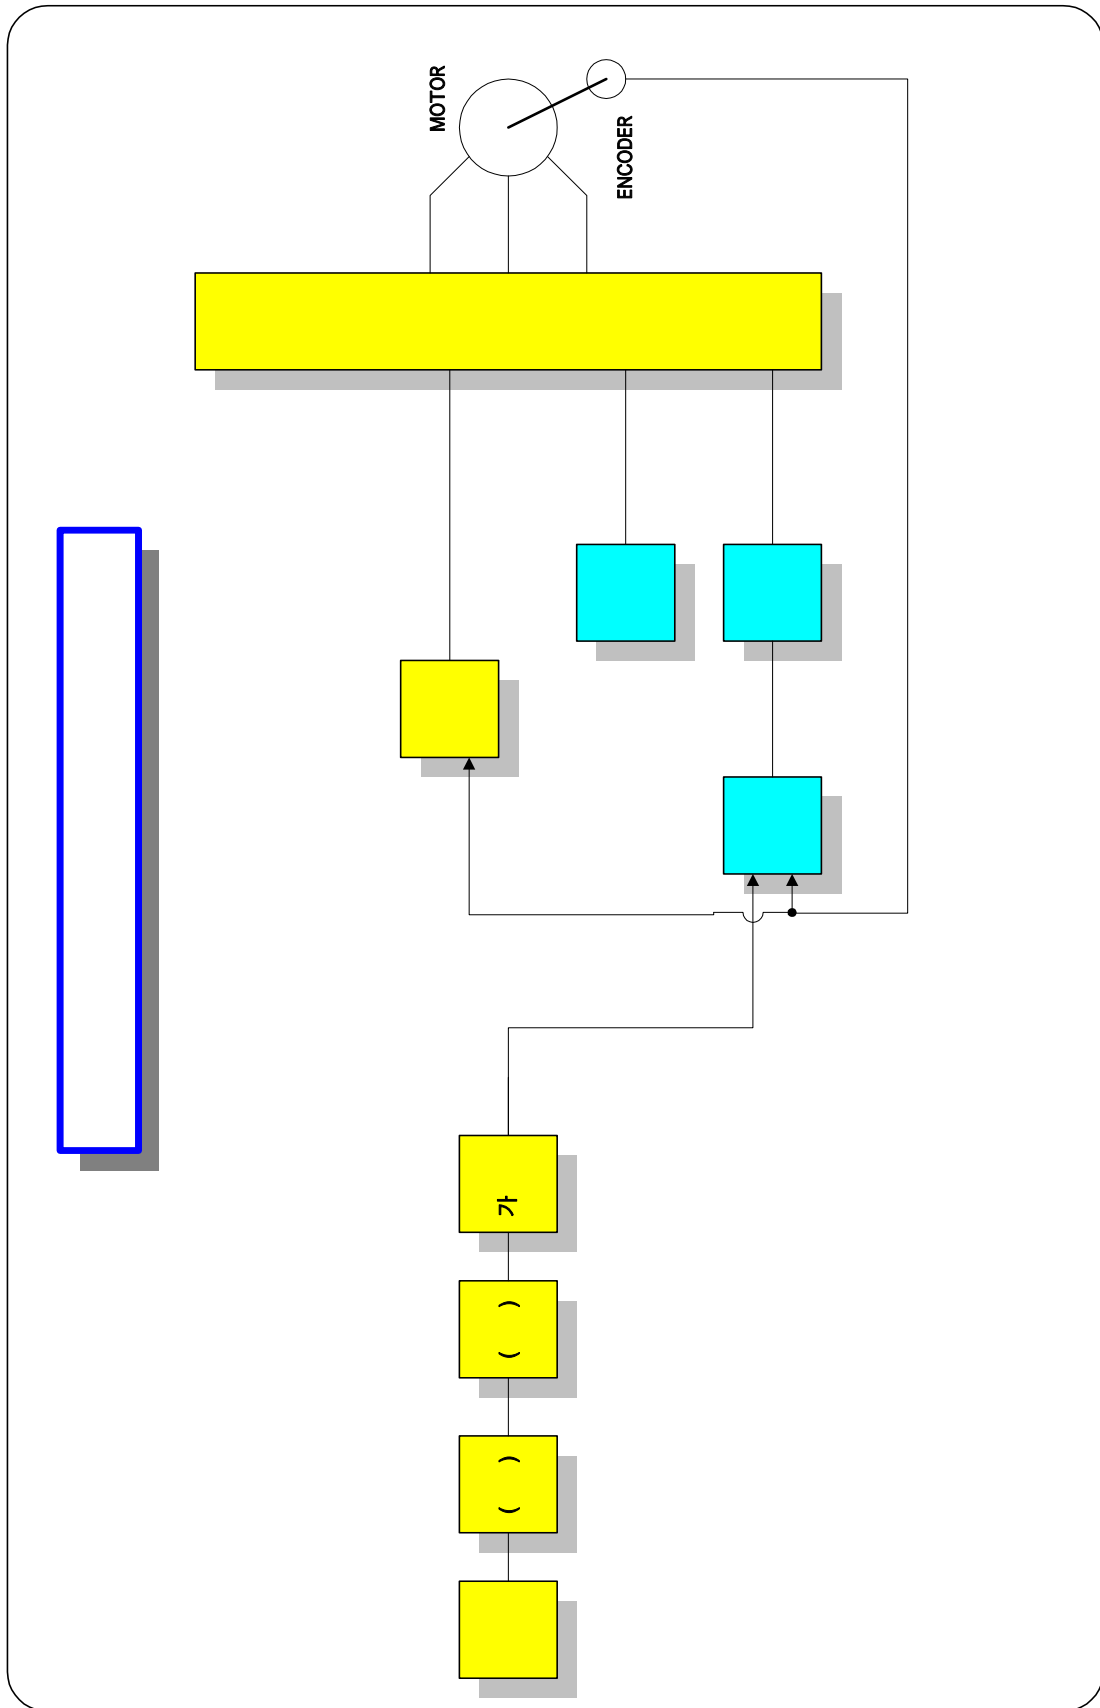 MOTOR
ENCODER
가
( )
( )